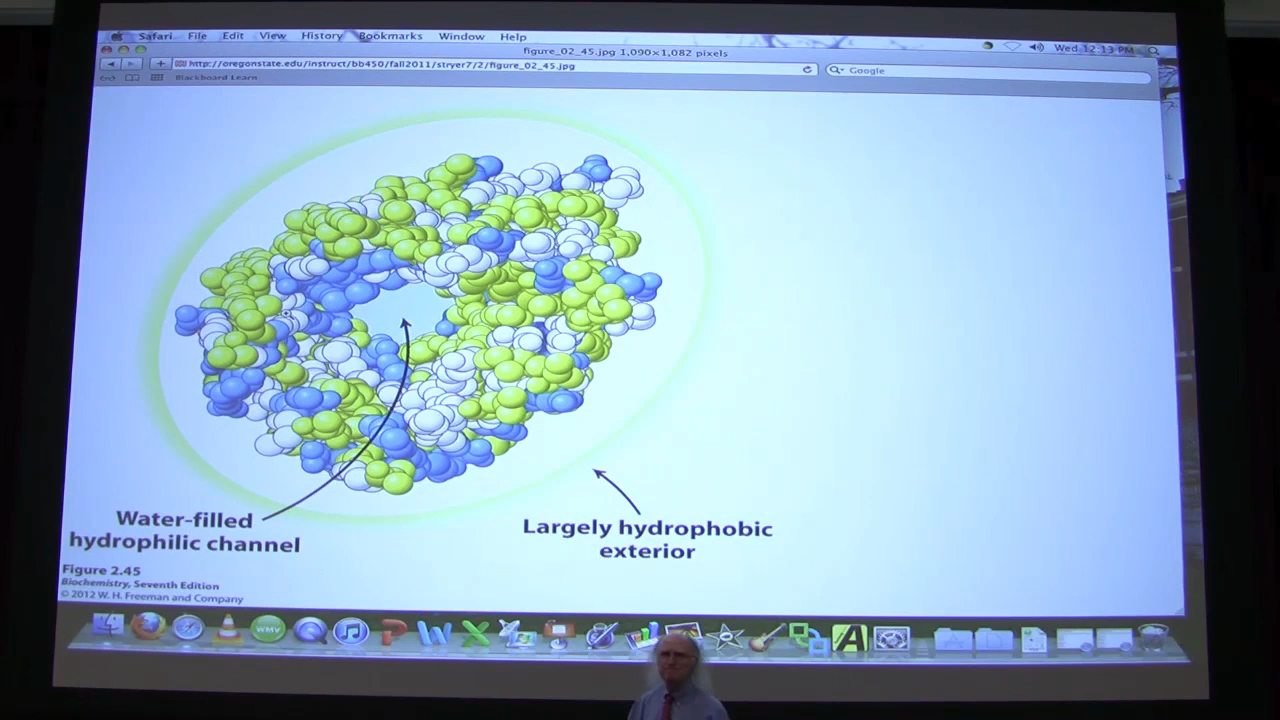 Safari File Edit View History Bookmarks Window Help
Wed 12:13 PM
figure_02_45.jpg 1,090×1,082 pixels
http://oregonstate.edu/instruct/bb450/fall2011/stryer7/2/figure_02_45.jpg
Google
Blackboard Learn
Water-filled
hydrophilic channel
Largely hydrophobic
exterior
Figure 2.45
Biochemistry, Seventh Edition
© 2012 W. H. Freeman and Company
WMV
P W X
A